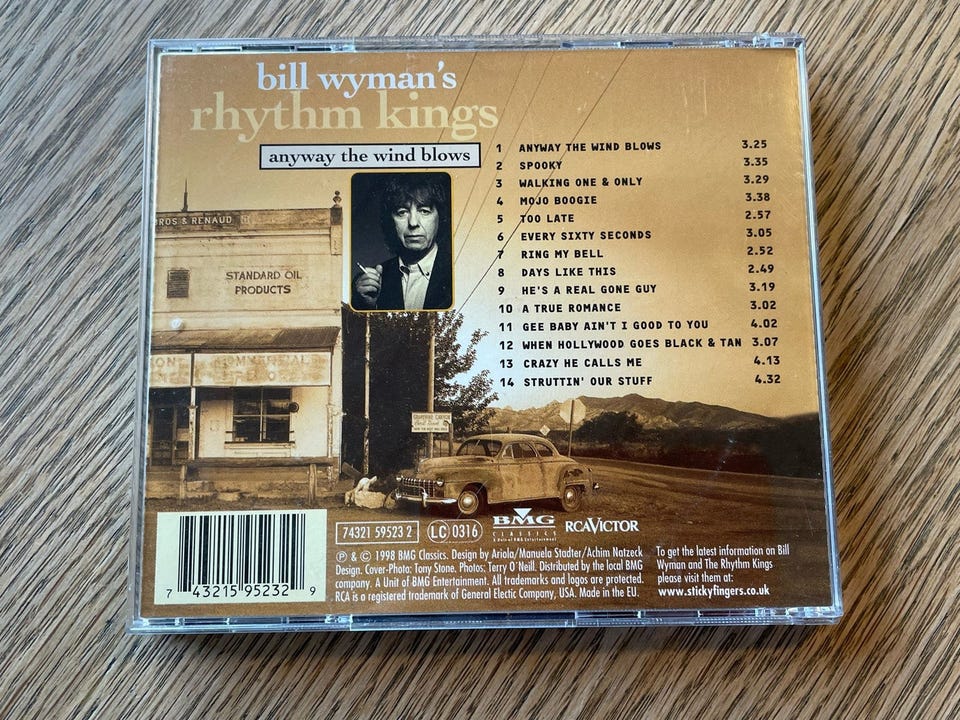 bill wyman's
rhythm kings
anyway the wind blows
1 ANYWAY THE WIND BLOWS 3.25
2 SPOOKY 3.35
3 WALKING ONE & ONLY 3.29
4 MOJO BOOGIE 3.38
5 TOO LATE 2.57
6 EVERY SIXTY SECONDS 3.05
7 RING MY BELL 2.52
8 DAYS LIKE THIS 2.49
9 HE'S A REAL GONE GUY 3.19
10 A TRUE ROMANCE 3.02
11 GEE BABY AIN'T I GOOD TO YOU 4.02
12 WHEN HOLLYWOOD GOES BLACK & TAN 3.07
13 CRAZY HE CALLS ME 4.13
14 STRUTTIN' OUR STUFF 4.32
BROS & RENAUD
STANDARD OIL
PRODUCTS
COMMERCIAL
74321 59523 2
LC 0316
BMG
CLASSICS
A Unit of BMG Entertainment
RCA VICTOR
℗ & © 1998 BMG Classics. Design by Ariola/Manuela Stadter/Achim Natzeck
Design. Cover-Photo: Tony Stone. Photos: Terry O'Neill. Distributed by the local BMG
company. A Unit of BMG Entertainment. All trademarks and logos are protected.
RCA is a registered trademark of General Electic Company, USA. Made in the EU.
To get the latest information on Bill
Wyman and The Rhythm Kings
please visit them at:
www.stickyfingers.co.uk
7 43215 95232 9